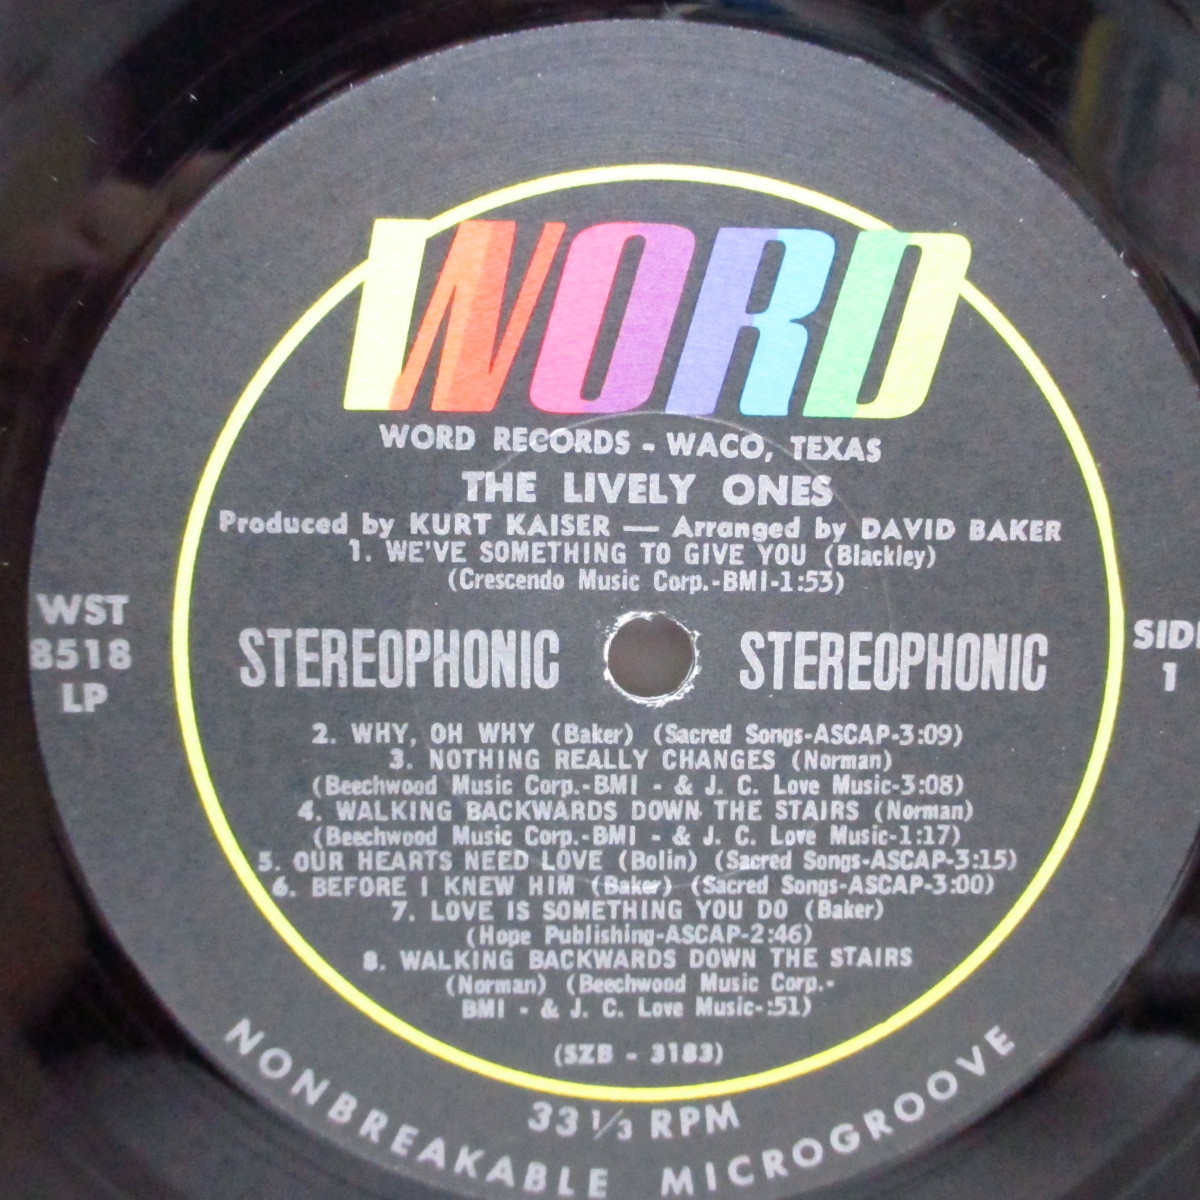 WORD
WORD RECORDS - WACO, TEXAS
THE LIVELY ONES
Produced by KURT KAISER — Arranged by DAVID BAKER
1. WE'VE SOMETHING TO GIVE YOU (Blackley)
(Crescendo Music Corp.-BMI-1:53)
WST
8518
LP
STEREOPHONIC STEREOPHONIC
SIDE
1
2. WHY, OH WHY (Baker) (Sacred Songs-ASCAP-3:09)
3. NOTHING REALLY CHANGES (Norman)
(Beechwood Music Corp.-BMI - & J. C. Love Music-3:08)
4. WALKING BACKWARDS DOWN THE STAIRS (Norman)
(Beechwood Music Corp.-BMI - & J. C. Love Music-1:17)
5. OUR HEARTS NEED LOVE (Bolin) (Sacred Songs-ASCAP-3:15)
6. BEFORE I KNEW HIM (Baker) (Sacred Songs-ASCAP-3:00)
7. LOVE IS SOMETHING YOU DO (Baker)
(Hope Publishing-ASCAP-2:46)
8. WALKING BACKWARDS DOWN THE STAIRS
(Norman) (Beechwood Music Corp.-
BMI - & J. C. Love Music-:51)
(SZB - 3183)
33 1/3 RPM
NONBREAKABLE MICROGROOVE